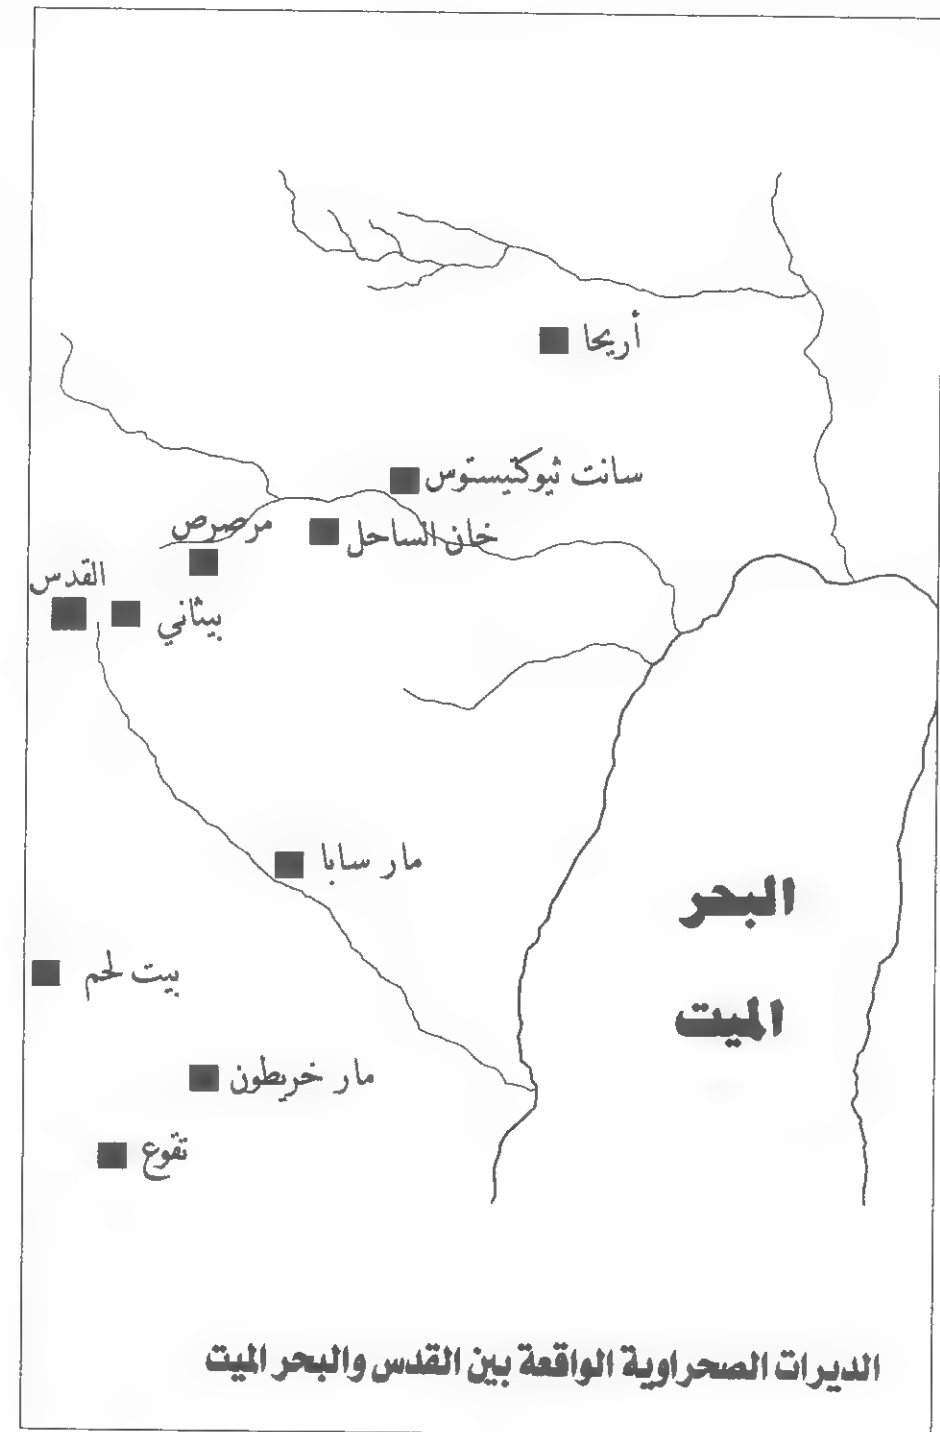 أريحا
سانت ثيوكتيستوس
مرصرص
خان الساحل
القدس
بيثاني
مار سابا
البحر
الميت
بيت لحم
مار خريطون
تقوع
الديرات الصحراوية الواقعة بين القدس والبحر الميت